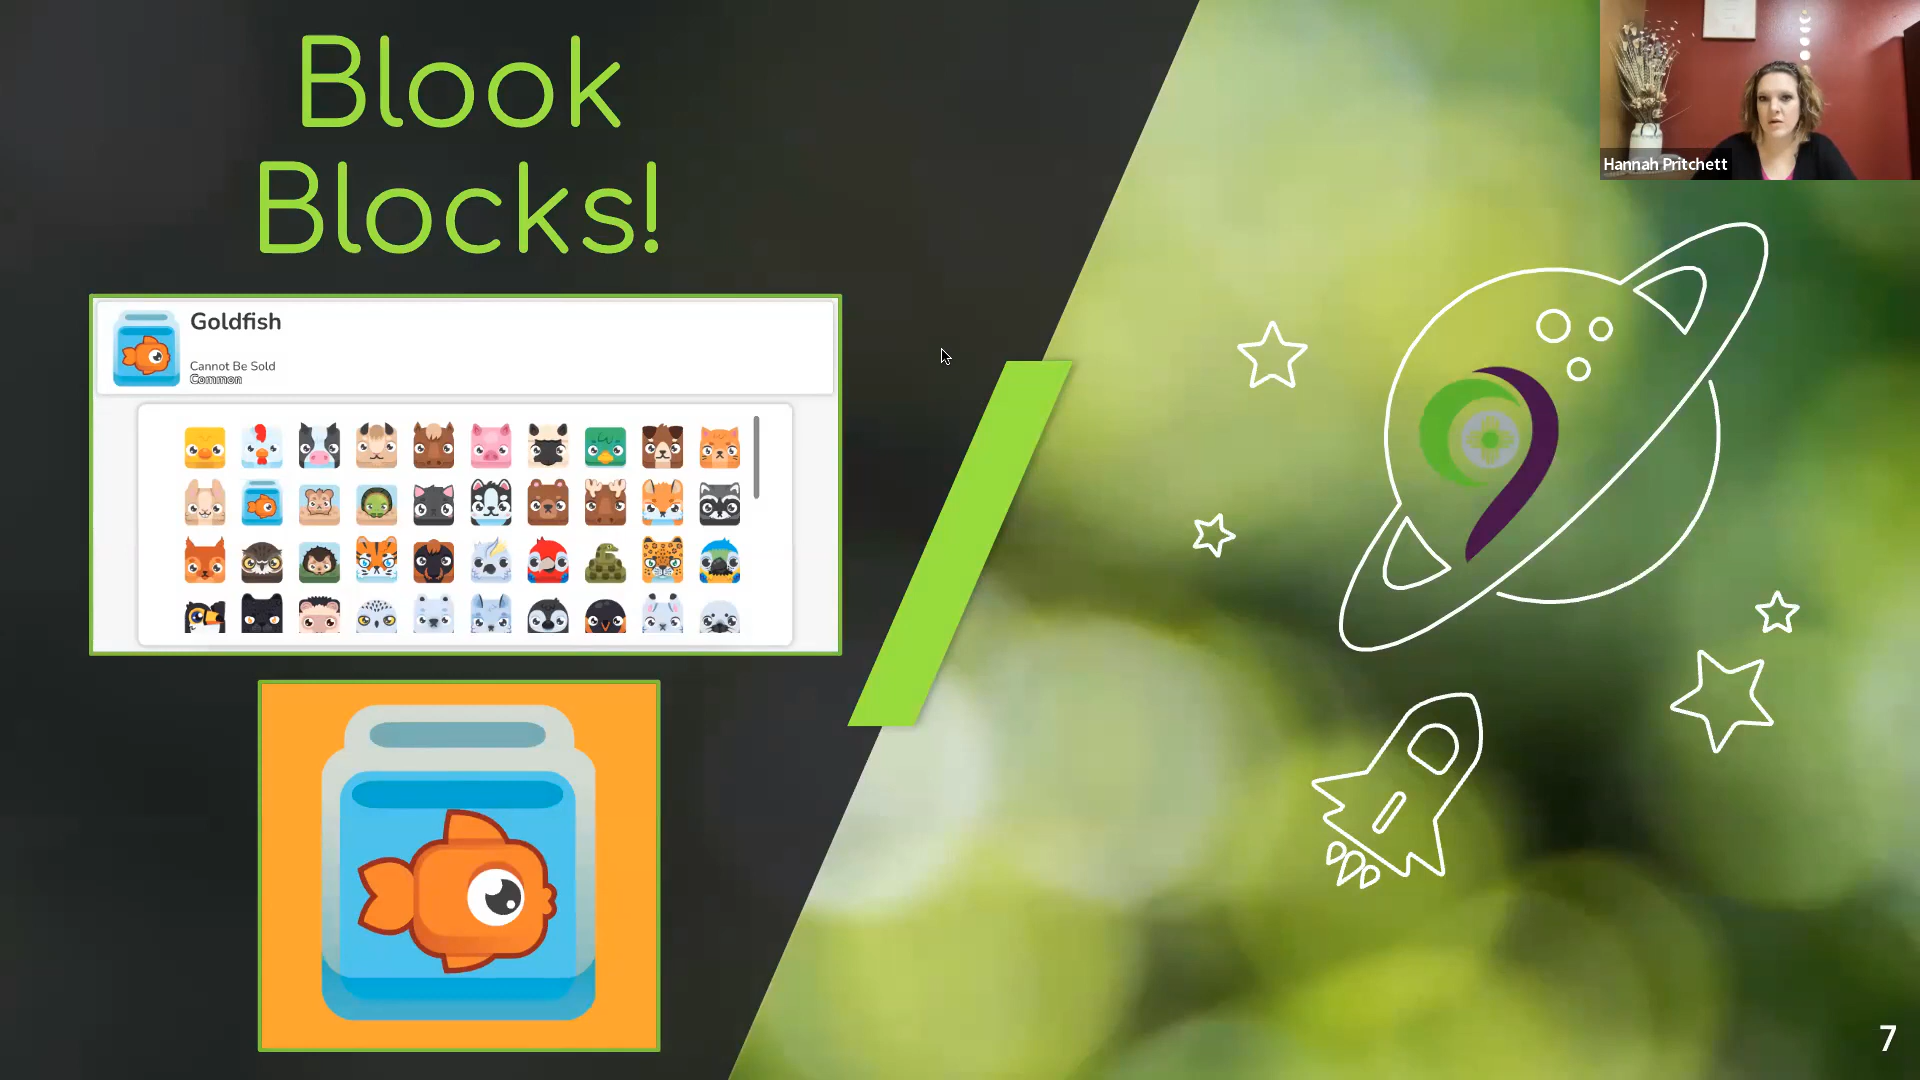 Blook
Blocks!
Hannah Pritchett
Goldfish
Cannot Be Sold
Common
7